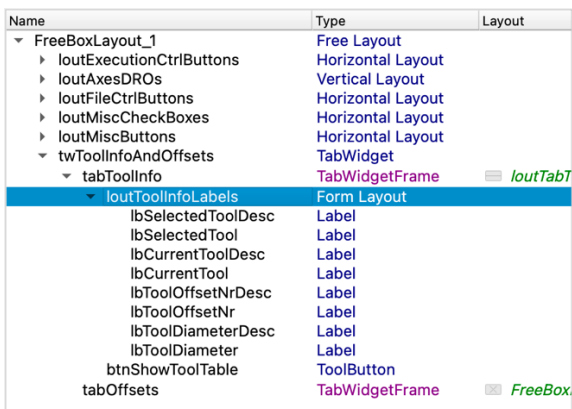 Name Type Layout
FreeBoxLayout_1 Free Layout
loutExecutionCtrlButtons Horizontal Layout
loutAxesDROs Vertical Layout
loutFileCtrlButtons Horizontal Layout
loutMiscCheckBoxes Horizontal Layout
loutMiscButtons Horizontal Layout
twToolInfoAndOffsets TabWidget
tabToolInfo TabWidgetFrame loutTabT
loutToolInfoLabels Form Layout
lbSelectedToolDesc Label
lbSelectedTool Label
lbCurrentToolDesc Label
lbCurrentTool Label
lbToolOffsetNrDesc Label
lbToolOffsetNr Label
lbToolDiameterDesc Label
lbToolDiameter Label
btnShowToolTable ToolButton
tabOffsets TabWidgetFrame FreeBox